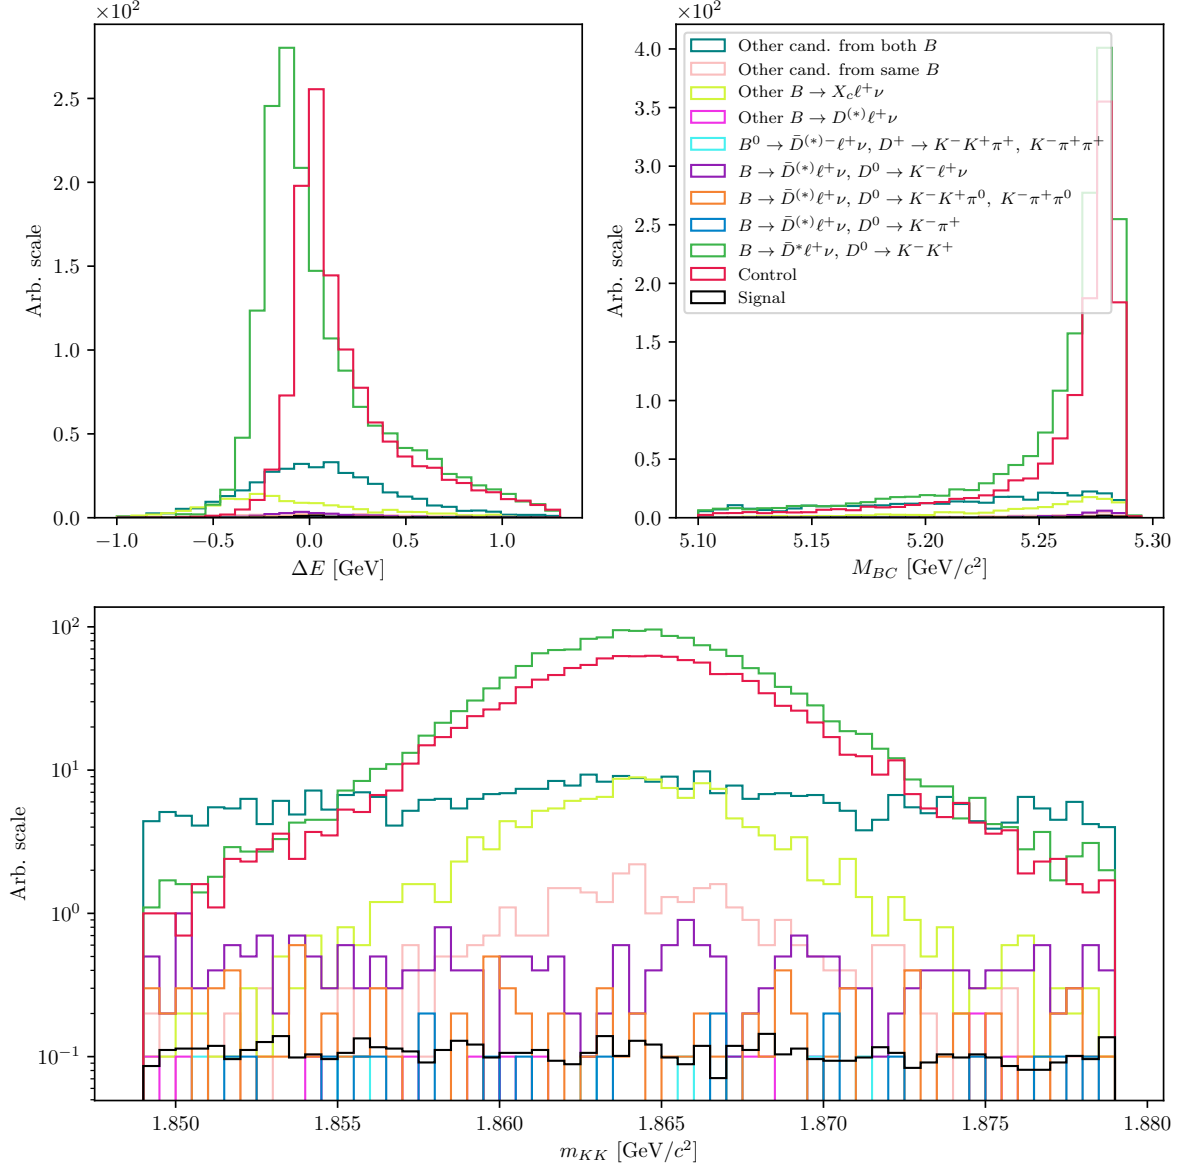 ×10²
2.5
2.0
1.5
1.0
0.5
0.0
Arb. scale
−1.0 −0.5 0.0 0.5 1.0
ΔE [GeV]
×10²
4.0
3.5
3.0
2.5
2.0
1.5
1.0
0.5
0.0
Arb. scale
Other cand. from both B
Other cand. from same B
Other B → X_c ℓ⁺ν
Other B → D⁽*⁾ℓ⁺ν
B⁰ → D̄⁽*⁾⁻ℓ⁺ν, D⁺ → K⁻K⁺π⁺, K⁻π⁺π⁺
B → D̄⁽*⁾ℓ⁺ν, D⁰ → K⁻ℓ⁺ν
B → D̄⁽*⁾ℓ⁺ν, D⁰ → K⁻K⁺π⁰, K⁻π⁺π⁰
B → D̄⁽*⁾ℓ⁺ν, D⁰ → K⁻π⁺
B → D̄*ℓ⁺ν, D⁰ → K⁻K⁺
Control
Signal
5.10 5.15 5.20 5.25 5.30
M_BC [GeV/c²]
10²
10¹
10⁰
10⁻¹
Arb. scale
1.850 1.855 1.860 1.865 1.870 1.875 1.880
m_KK [GeV/c²]